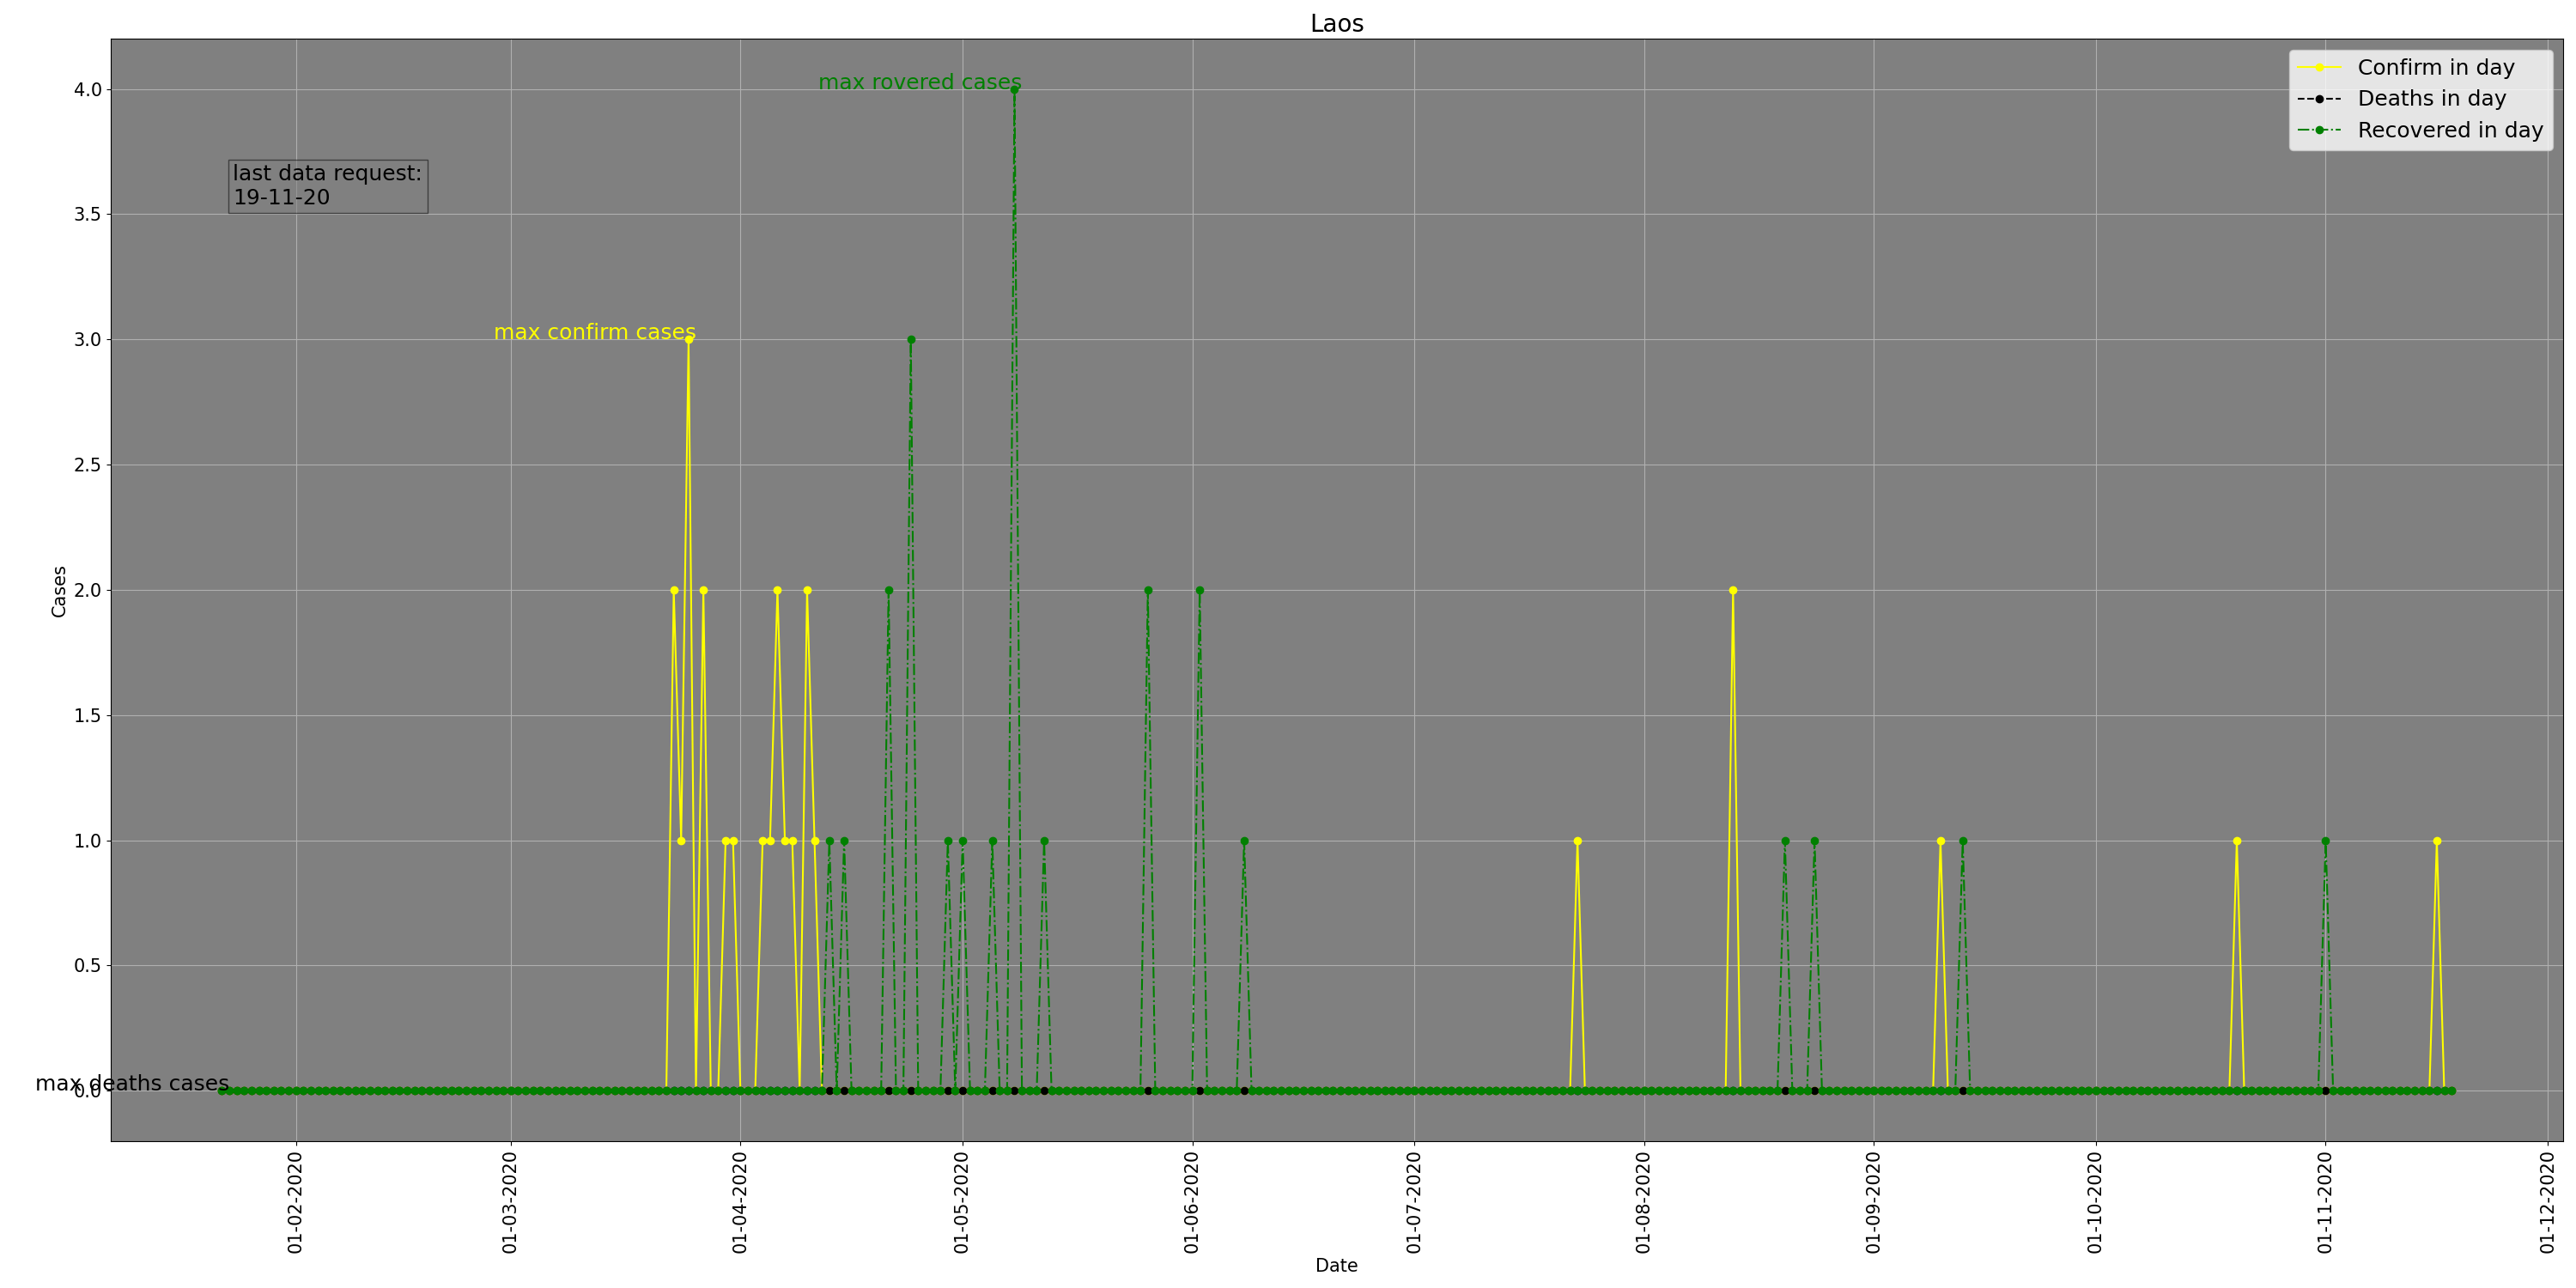 Laos
4.0
3.5
3.0
2.5
2.0
1.5
1.0
0.5
0.0
Cases
max rovered cases
last data request:
19-11-20
max confirm cases
max deaths cases
Confirm in day
Deaths in day
Recovered in day
01-02-2020
01-03-2020
01-04-2020
01-05-2020
01-06-2020
01-07-2020
01-08-2020
01-09-2020
01-10-2020
01-11-2020
01-12-2020
Date